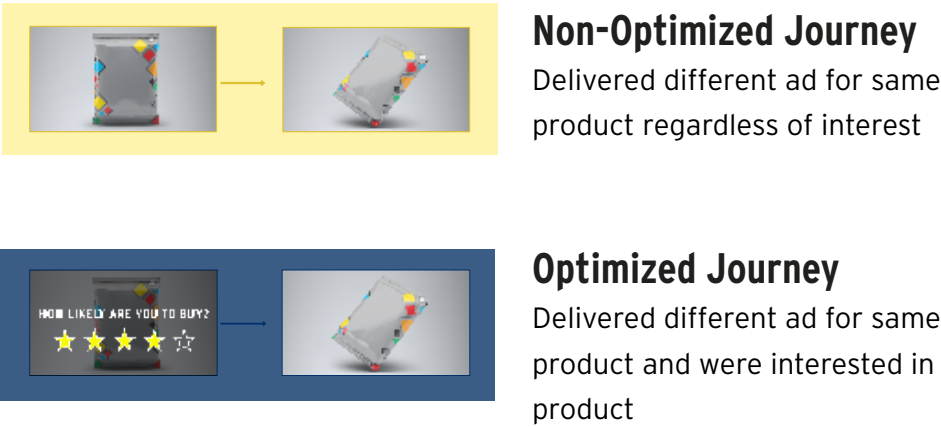 Non-Optimized Journey
Delivered different ad for same
product regardless of interest
HOW LIKELY ARE YOU TO BUY?
Optimized Journey
Delivered different ad for same
product and were interested in
product